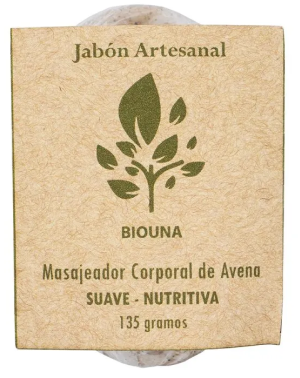 Jabón Artesanal
BIOUNA
Masajeador Corporal de Avena
SUAVE - NUTRITIVA
135 gramos